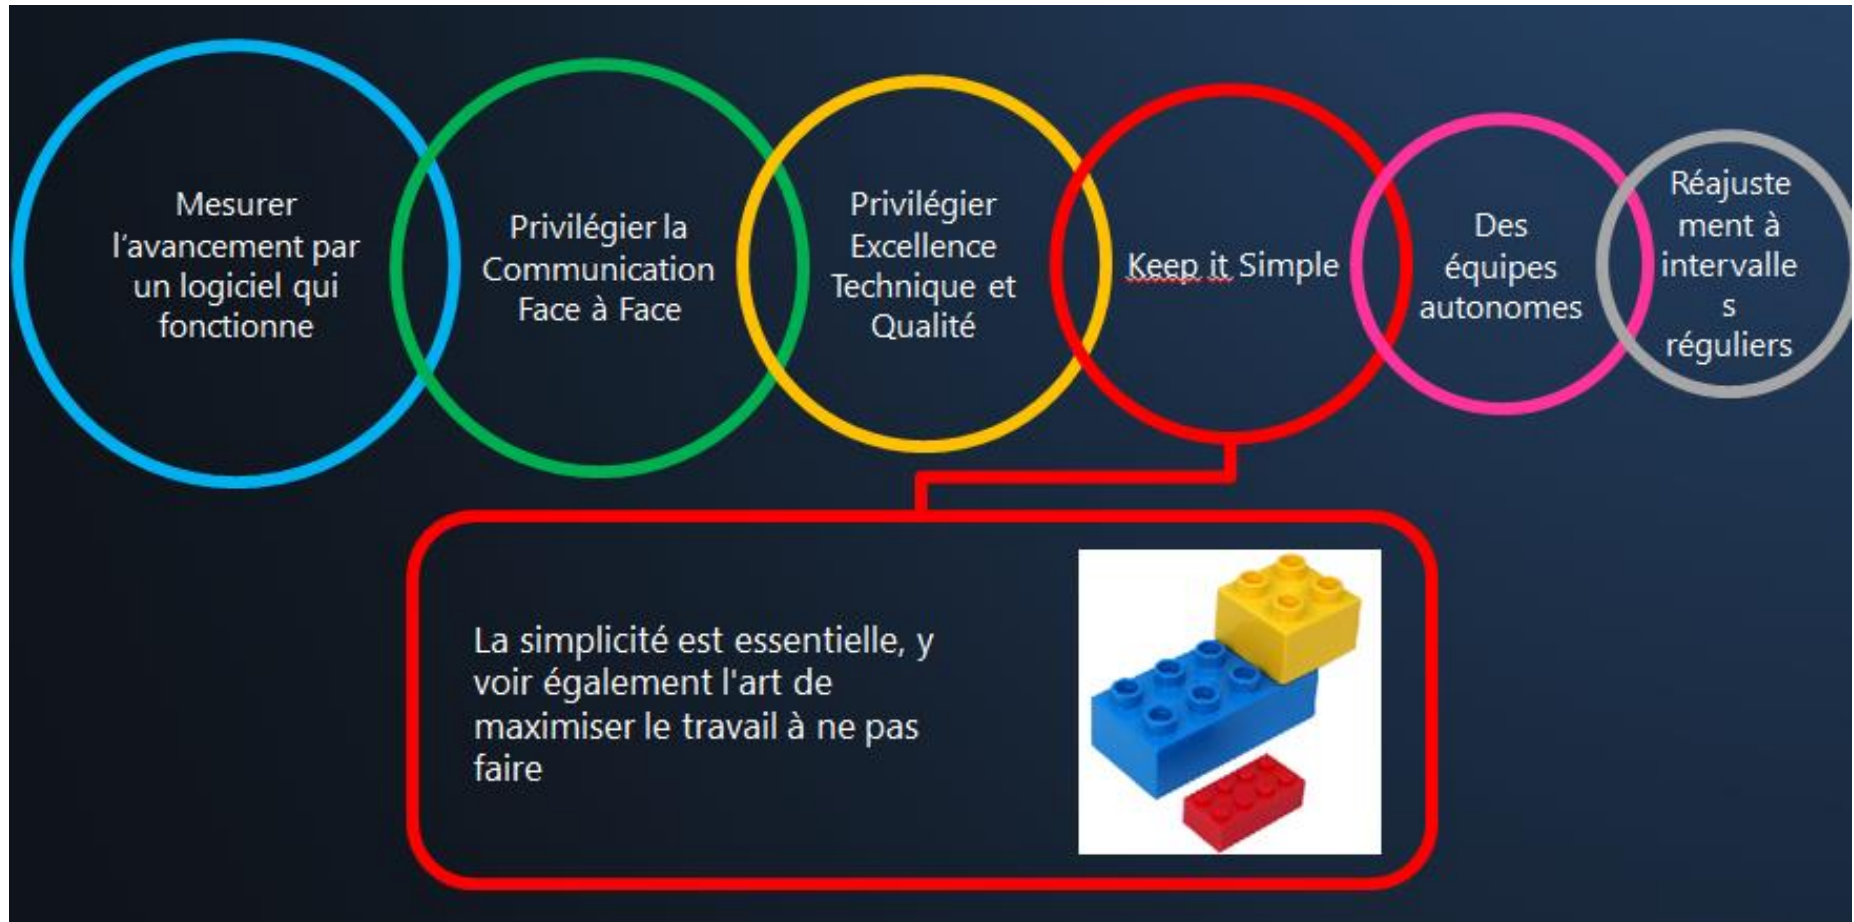 Mesurer
l’avancement par
un logiciel qui
fonctionne
Privilégier la
Communication
Face à Face
Privilégier
Excellence
Technique et
Qualité
Keep it Simple
Des
équipes
autonomes
Réajuste
ment à
intervalle
s
réguliers
La simplicité est essentielle, y
voir également l'art de
maximiser le travail à ne pas
faire